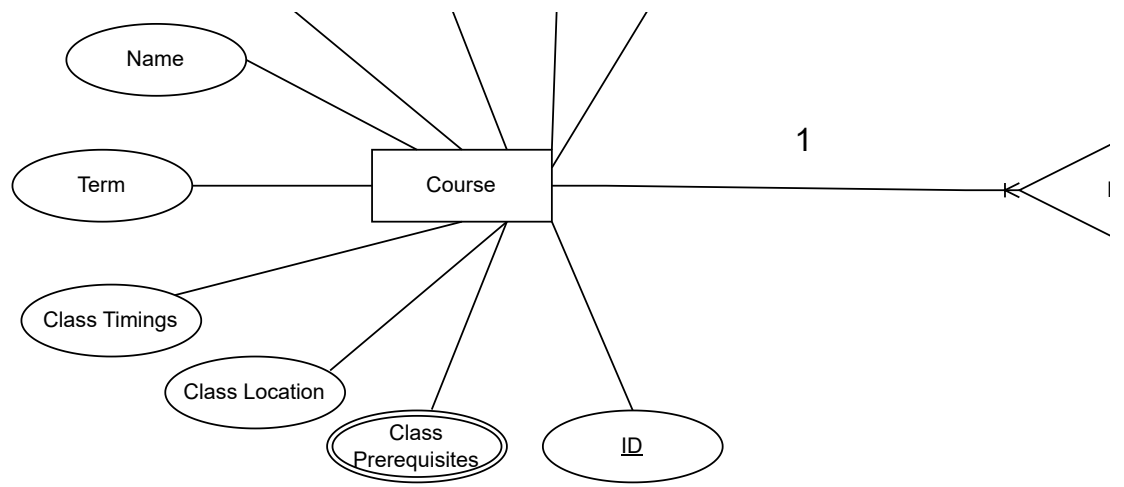 Name
1
Term
Course
Class Timings
Class Location
Class
Prerequisites
ID